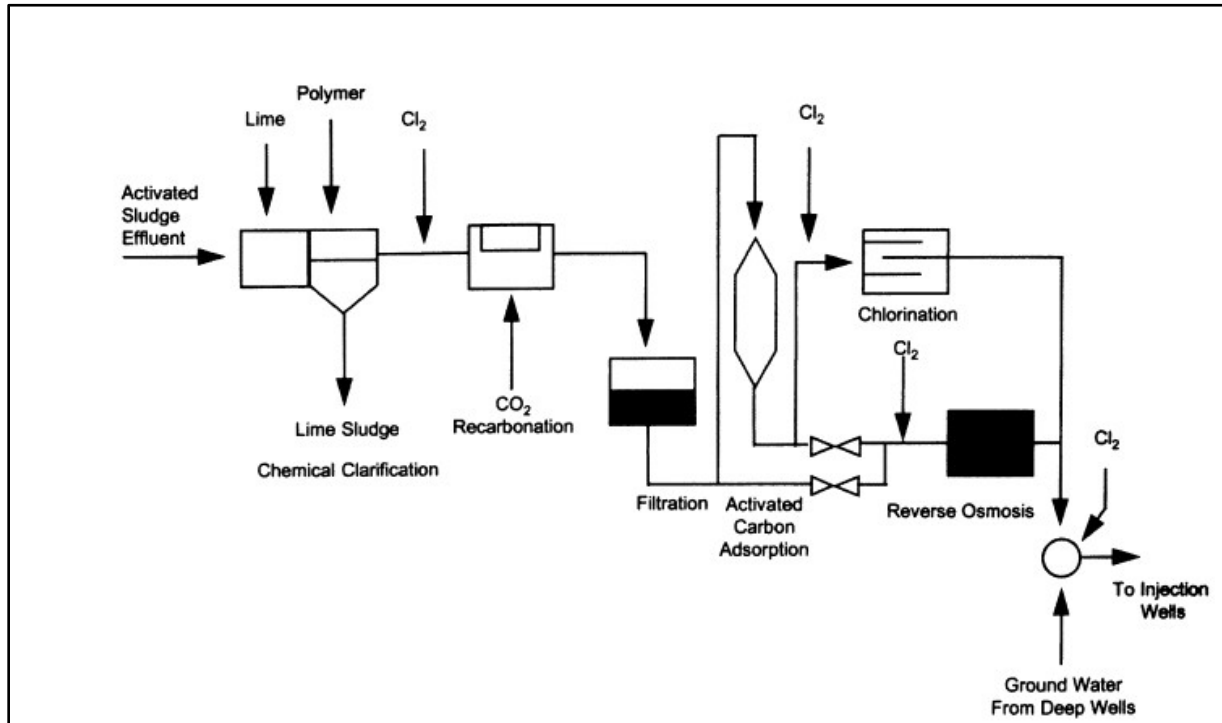 Polymer
Lime
Cl₂
Cl₂
Activated
Sludge
Effluent
Chlorination
Cl₂
CO₂
Recarbonation
Lime Sludge
Chemical Clarification
Cl₂
Filtration
Activated
Carbon
Adsorption
Reverse Osmosis
To Injection
Wells
Ground Water
From Deep Wells